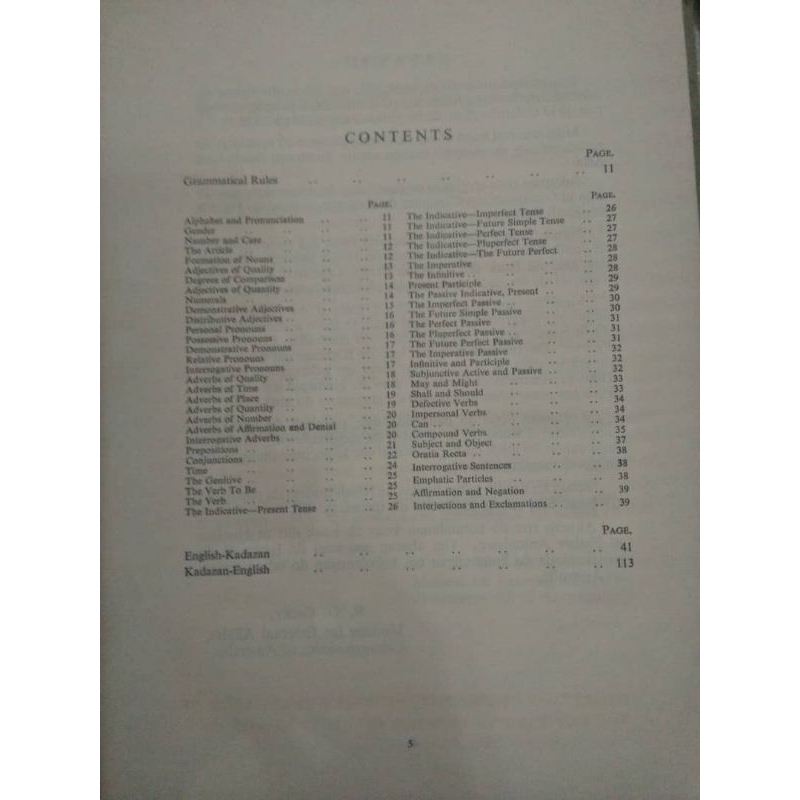 CONTENTS
PAGE.
Grammatical Rules .. .. .. .. .. .. .. 11
PAGE.
Alphabet and Pronunciation .. .. 11
Gender .. .. .. .. 11
Number and Case .. .. .. 11
The Article .. .. .. .. 12
Formation of Nouns .. .. .. 12
Adjectives of Quality .. .. .. 13
Degrees of Comparison .. .. 13
Adjectives of Quantity .. .. .. 14
Numerals .. .. .. .. 14
Demonstrative Adjectives .. .. 15
Distributive Adjectives .. .. .. 16
Personal Pronouns .. .. .. 16
Possessive Pronouns .. .. .. 16
Demonstrative Pronouns .. .. 17
Relative Pronouns .. .. .. 17
Interrogative Pronouns .. .. .. 17
Adverbs of Quality .. .. .. 18
Adverbs of Time .. .. .. 18
Adverbs of Place .. .. .. 19
Adverbs of Quantity .. .. .. 19
Adverbs of Number .. .. .. 20
Adverbs of Affirmation and Denial .. 20
Interrogative Adverbs .. .. .. 20
Prepositions .. .. .. .. 21
Conjunctions .. .. .. .. 22
Time .. .. .. .. 24
The Genitive .. .. .. .. 25
The Verb To Be .. .. .. 25
The Verb .. .. .. .. 25
The Indicative—Present Tense .. .. 26
PAGE.
The Indicative—Imperfect Tense .. 26
The Indicative—Future Simple Tense .. 27
The Indicative—Perfect Tense .. .. 27
The Indicative—Pluperfect Tense .. 27
The Indicative—The Future Perfect .. 28
The Imperative .. .. .. 28
The Infinitive .. .. .. .. 28
Present Participle .. .. .. 29
The Passive Indicative, Present .. .. 29
The Imperfect Passive .. .. .. 30
The Future Simple Passive .. .. 30
The Perfect Passive .. .. .. 31
The Pluperfect Passive .. .. .. 31
The Future Perfect Passive .. .. 31
The Imperative Passive .. .. 32
Infinitive and Participle .. .. 32
Subjunctive Active and Passive .. .. 32
May and Might .. .. .. 33
Shall and Should .. .. .. 33
Defective Verbs .. .. .. 34
Impersonal Verbs .. .. .. 34
Can .. .. .. .. 34
Compound Verbs .. .. .. 35
Subject and Object .. .. .. 37
Oratia Recta .. .. .. .. 38
Interrogative Sentences .. .. 38
Emphatic Particles .. .. .. 38
Affirmation and Negation .. .. 39
Interjections and Exclamations .. .. 39
PAGE.
English-Kadazan .. .. .. .. .. .. .. 41
Kadazan-English .. .. .. .. .. .. .. 113
5